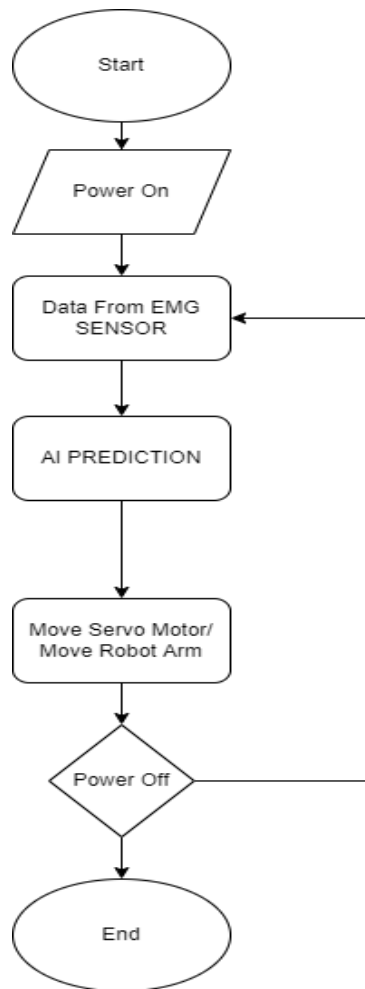 Start
Power On
Data From EMG
SENSOR
AI PREDICTION
Move Servo Motor/
Move Robot Arm
Power Off
End